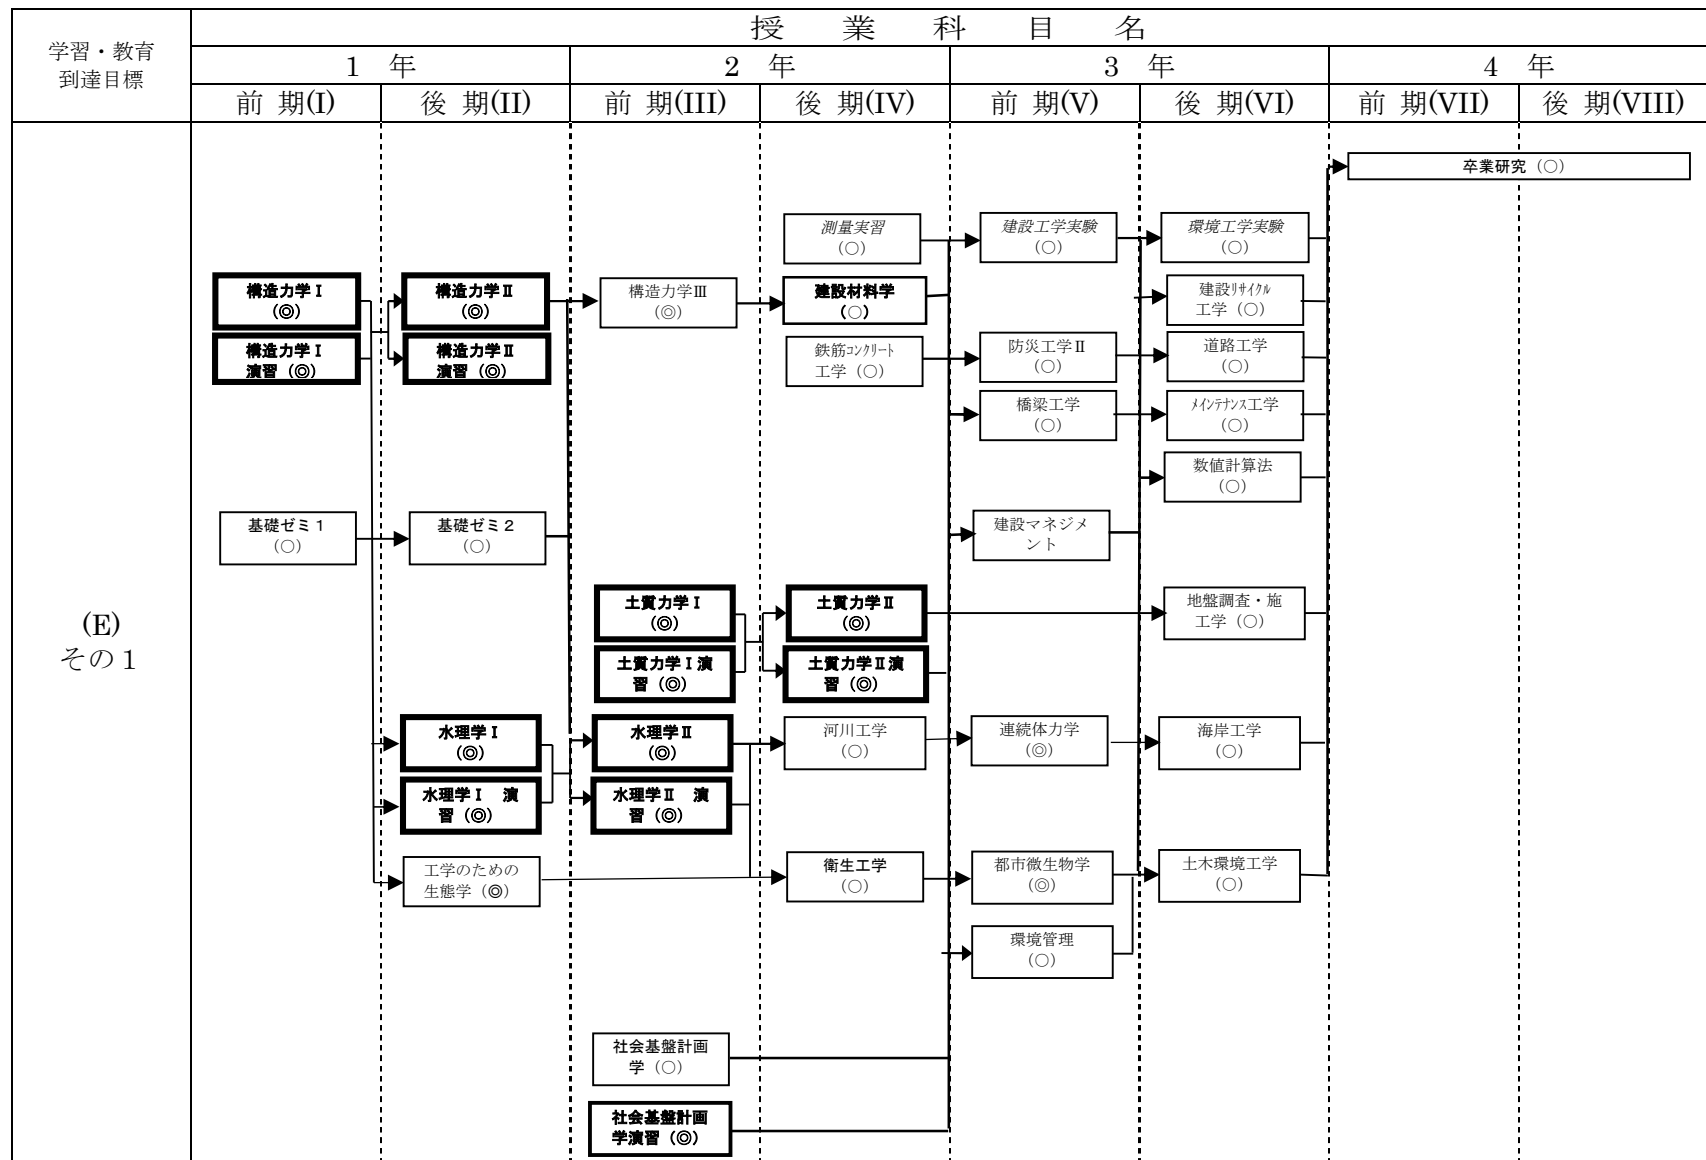 授　業　科　目　名
学習・教育
到達目標
1　年
2　年
3　年
4　年
前 期(I)
後 期(II)
前 期(III)
後 期(IV)
前 期(V)
後 期(VI)
前 期(VII)
後 期(VIII)
(E)
その１
卒業研究（○）
測量実習
（○）
建設工学実験
（○）
環境工学実験
（○）
構造力学Ⅰ
（◎）
構造力学Ⅱ
（◎）
構造力学Ⅲ
（◎）
建設材料学
（○）
建設ﾘｻｲｸﾙ
工学（○）
構造力学Ⅰ
演習（◎）
構造力学Ⅱ
演習（◎）
鉄筋ｺﾝｸﾘｰﾄ
工学（○）
防災工学Ⅱ
（○）
道路工学
（○）
橋梁工学
（○）
ﾒｲﾝﾃﾅﾝｽ工学
（○）
数値計算法
（○）
基礎ゼミ１
（○）
基礎ゼミ２
（○）
建設マネジメ
ント
土質力学Ⅰ
（◎）
土質力学Ⅱ
（◎）
地盤調査・施
工学（○）
土質力学Ⅰ演
習（◎）
土質力学Ⅱ演
習（◎）
水理学Ⅰ
（◎）
水理学Ⅱ
（◎）
河川工学
（○）
連続体力学
（◎）
海岸工学
（○）
水理学Ⅰ　演
習（◎）
水理学Ⅱ　演
習（◎）
工学のための
生態学（◎）
衛生工学
（○）
都市微生物学
（◎）
土木環境工学
（○）
環境管理
（○）
社会基盤計画
学（○）
社会基盤計画
学演習（◎）